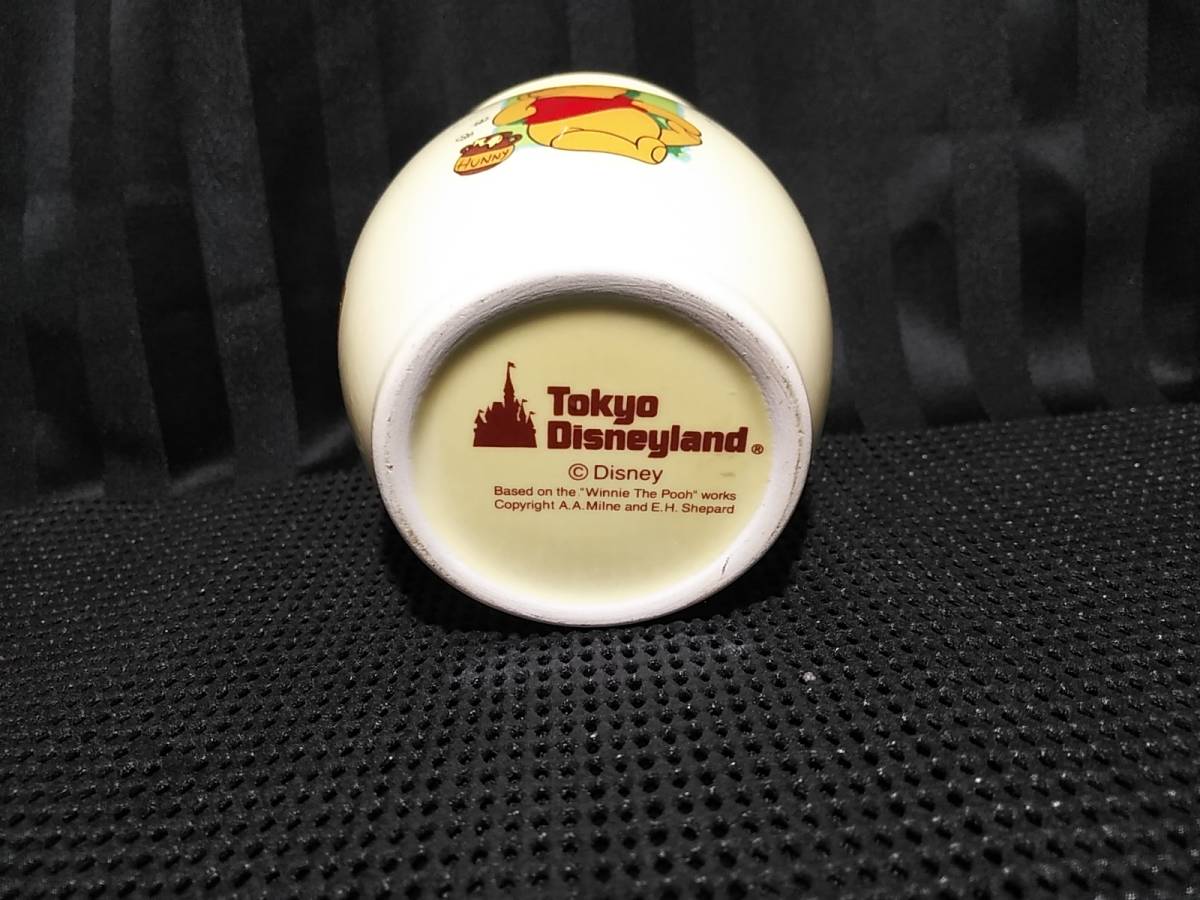 HUNNY
Tokyo
Disneyland®
© Disney
Based on the "Winnie The Pooh" works
Copyright A.A.Milne and E.H. Shepard